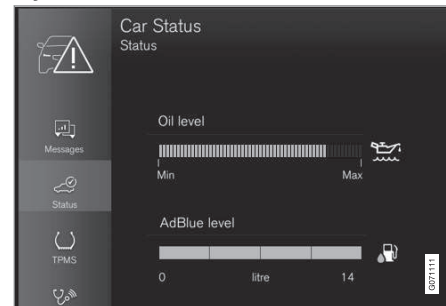 Car Status
Status
Messages
Status
TPMS
Oil level
Min Max
AdBlue level
0 litre 14
G071111